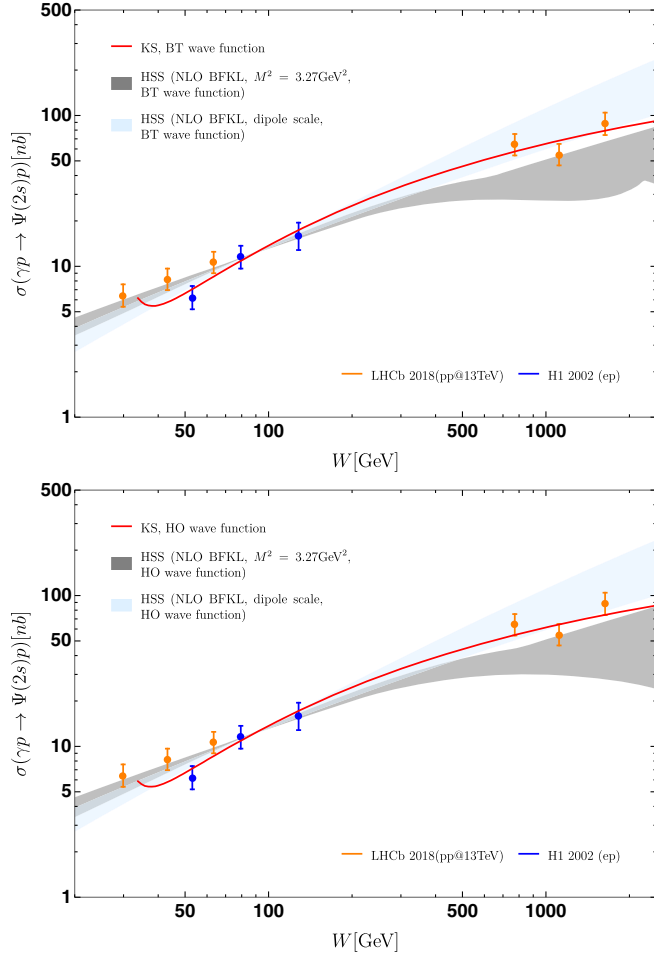 500
KS, BT wave function
HSS (NLO BFKL, M² = 3.27GeV²,
BT wave function)
HSS (NLO BFKL, dipole scale,
BT wave function)
100
50
10
5
1
σ(γp → Ψ(2s)p)[nb]
LHCb 2018(pp@13TeV)
H1 2002 (ep)
50 100 500 1000
W[GeV]
500
KS, HO wave function
HSS (NLO BFKL, M² = 3.27GeV²,
HO wave function)
HSS (NLO BFKL, dipole scale,
HO wave function)
100
50
10
5
1
σ(γp → Ψ(2s)p)[nb]
LHCb 2018(pp@13TeV)
H1 2002 (ep)
50 100 500 1000
W[GeV]